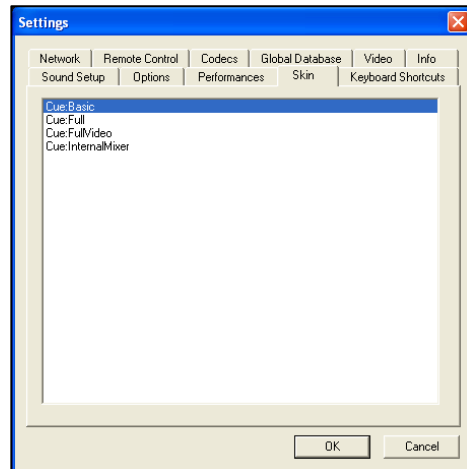 Settings
Network Remote Control Codecs Global Database Video Info
Sound Setup Options Performances Skin Keyboard Shortcuts
Cue:Basic
Cue:Full
Cue:FullVideo
Cue:InternalMixer
OK Cancel